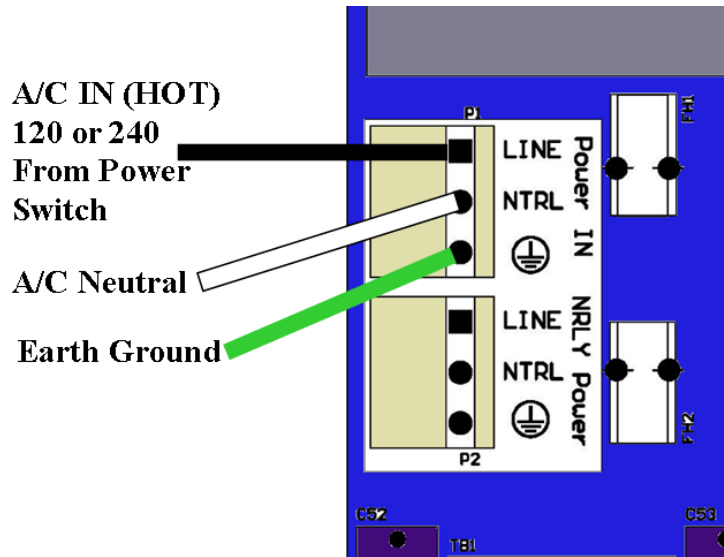 A/C IN (HOT)
120 or 240
From Power
Switch
A/C Neutral
Earth Ground
P1
LINE
NTRL
Power IN
FH1
LINE
NTRL
NRLY Power
P2
FH2
C52
TB1
C53